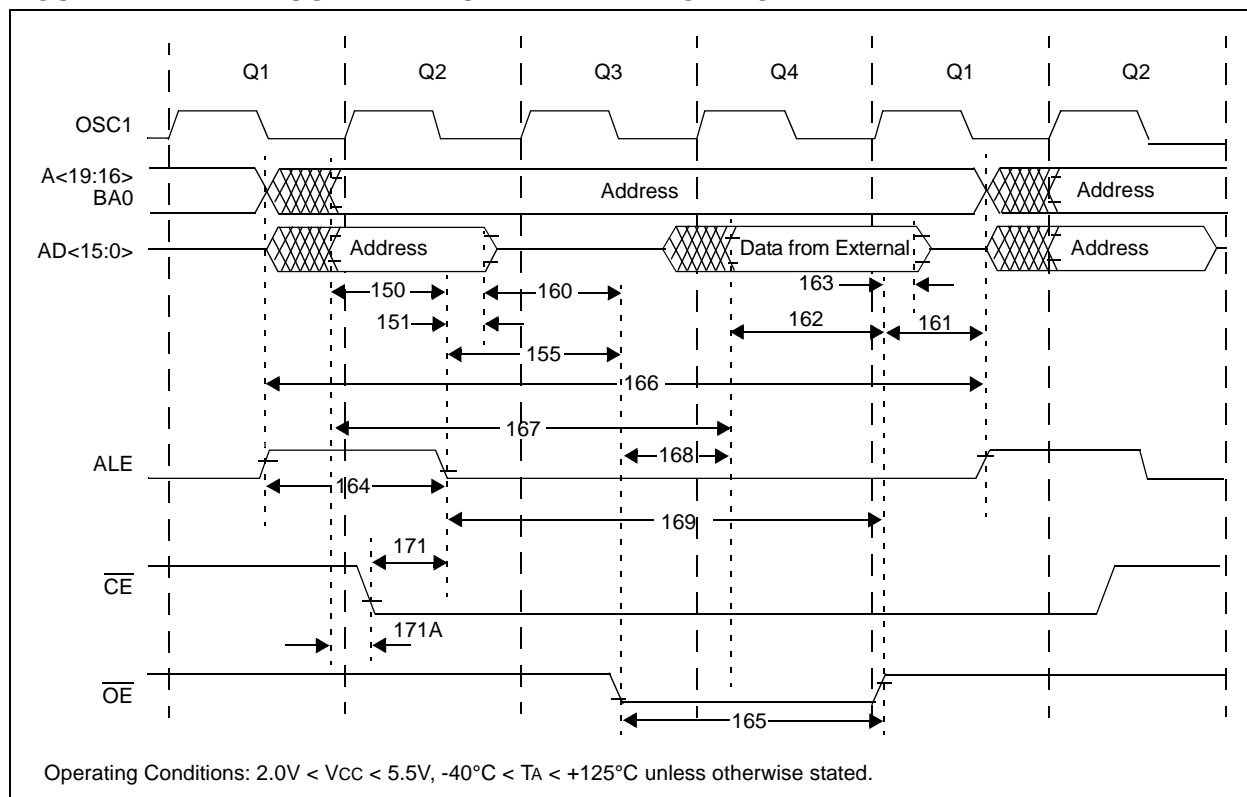 Q1 Q2 Q3 Q4 Q1 Q2
OSC1
A<19:16>
BA0
Address Address
AD<15:0>
Address Data from External Address
150 160 163
151 162 161
155
166
167
ALE
168
164
169
171
CE
171A
OE
165
Operating Conditions: 2.0V < VCC < 5.5V, -40°C < TA < +125°C unless otherwise stated.